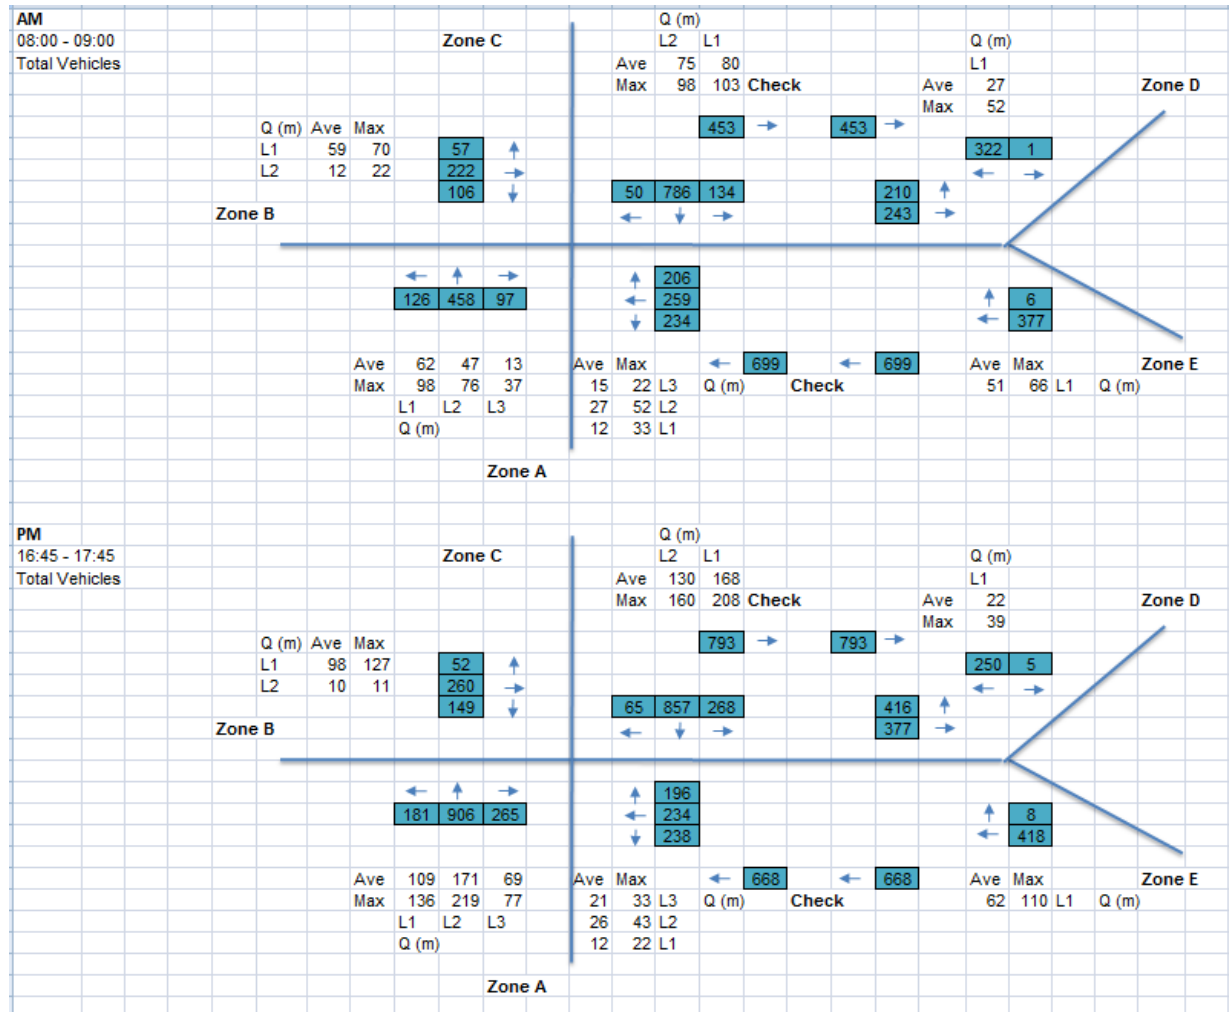 AM Q (m)
08:00 - 09:00 Zone C L2 L1 Q (m)
Total Vehicles Ave 75 80 L1
Max 98 103 Check Ave 27 Zone D
Max 52
Q (m) Ave Max 453 453
L1 59 70 57 322 1
L2 12 22 222
106 50 786 134 210
Zone B 243
206
126 458 97 259 6
234 377
Ave 62 47 13 Ave Max 699 699 Ave Max Zone E
Max 98 76 37 15 22 L3 Q (m) Check 51 66 L1 Q (m)
L1 L2 L3 27 52 L2
Q (m) 12 33 L1
Zone A
PM Q (m)
16:45 - 17:45 Zone C L2 L1 Q (m)
Total Vehicles Ave 130 168 L1
Max 160 208 Check Ave 22 Zone D
Max 39
Q (m) Ave Max 793 793
L1 98 127 52 250 5
L2 10 11 260
149 65 857 268 416
Zone B 377
196
181 906 265 234 8
238 418
Ave 109 171 69 Ave Max 668 668 Ave Max Zone E
Max 136 219 77 21 33 L3 Q (m) Check 62 110 L1 Q (m)
L1 L2 L3 26 43 L2
Q (m) 12 22 L1
Zone A